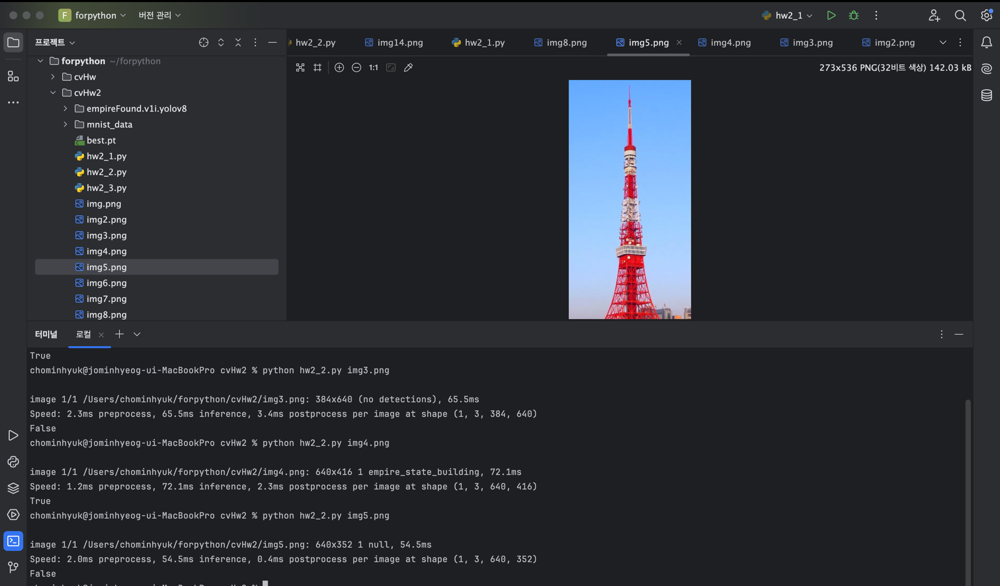 F forpython 버전 관리 hw2_1
프로젝트
hw2_2.py img14.png hw2_1.py img8.png img5.png img4.png img3.png img2.png
1:1 273x536 PNG(32비트 색상) 142.03 kB
forpython ~/forpython
cvHw
cvHw2
empireFound.v1i.yolov8
mnist_data
best.pt
hw2_1.py
hw2_2.py
hw2_3.py
img.png
img2.png
img3.png
img4.png
img5.png
img6.png
img7.png
img8.png
터미널 로컬
True
chominhyuk@jominhyeog-ui-MacBookPro cvHw2 % python hw2_2.py img3.png
image 1/1 /Users/chominhyuk/forpython/cvHw2/img3.png: 384x640 (no detections), 65.5ms
Speed: 2.3ms preprocess, 65.5ms inference, 3.4ms postprocess per image at shape (1, 3, 384, 640)
False
chominhyuk@jominhyeog-ui-MacBookPro cvHw2 % python hw2_2.py img4.png
image 1/1 /Users/chominhyuk/forpython/cvHw2/img4.png: 640x416 1 empire_state_building, 72.1ms
Speed: 1.2ms preprocess, 72.1ms inference, 2.3ms postprocess per image at shape (1, 3, 640, 416)
True
chominhyuk@jominhyeog-ui-MacBookPro cvHw2 % python hw2_2.py img5.png
image 1/1 /Users/chominhyuk/forpython/cvHw2/img5.png: 640x352 1 null, 54.5ms
Speed: 2.0ms preprocess, 54.5ms inference, 0.4ms postprocess per image at shape (1, 3, 640, 352)
False